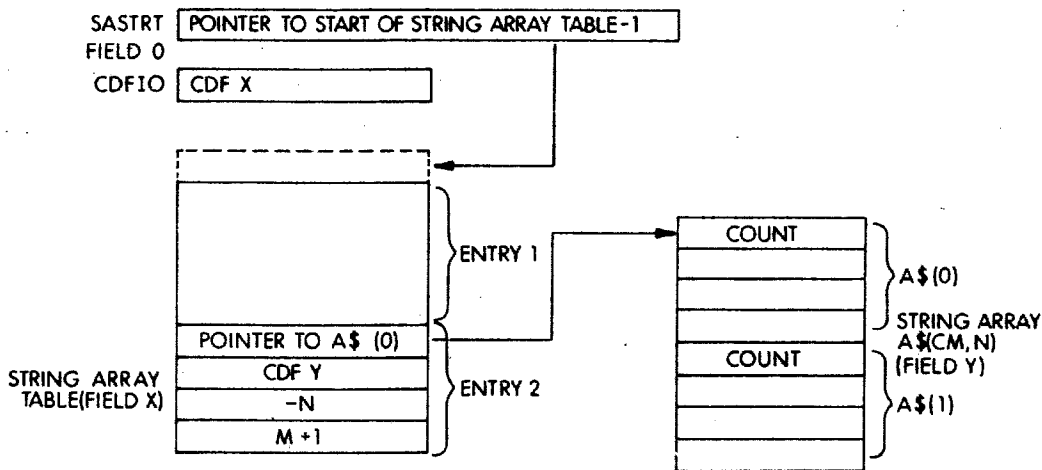 SASTRT POINTER TO START OF STRING ARRAY TABLE-1
FIELD 0
CDFIO CDF X
ENTRY 1
POINTER TO A$ (0)
CDF Y
-N
M +1
ENTRY 2
STRING ARRAY
TABLE(FIELD X)
COUNT
A$(0)
STRING ARRAY
A$(CM, N)
(FIELD Y)
COUNT
A$(1)